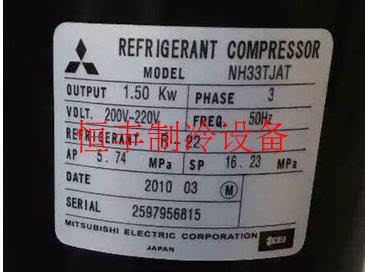 REFRIGERANT COMPRESSOR
MODEL NH33TJAT
OUTPUT 1.50 Kw PHASE 3
VOLT. 200V-220V FREQ. 50Hz
恒丰制冷设备
REFRIGERANT R 22
AP 5.74 MPa SP 16.23 MPa
DATE 2010 03 M
SERIAL 2597956815
MITSUBISHI ELECTRIC CORPORATION
JAPAN